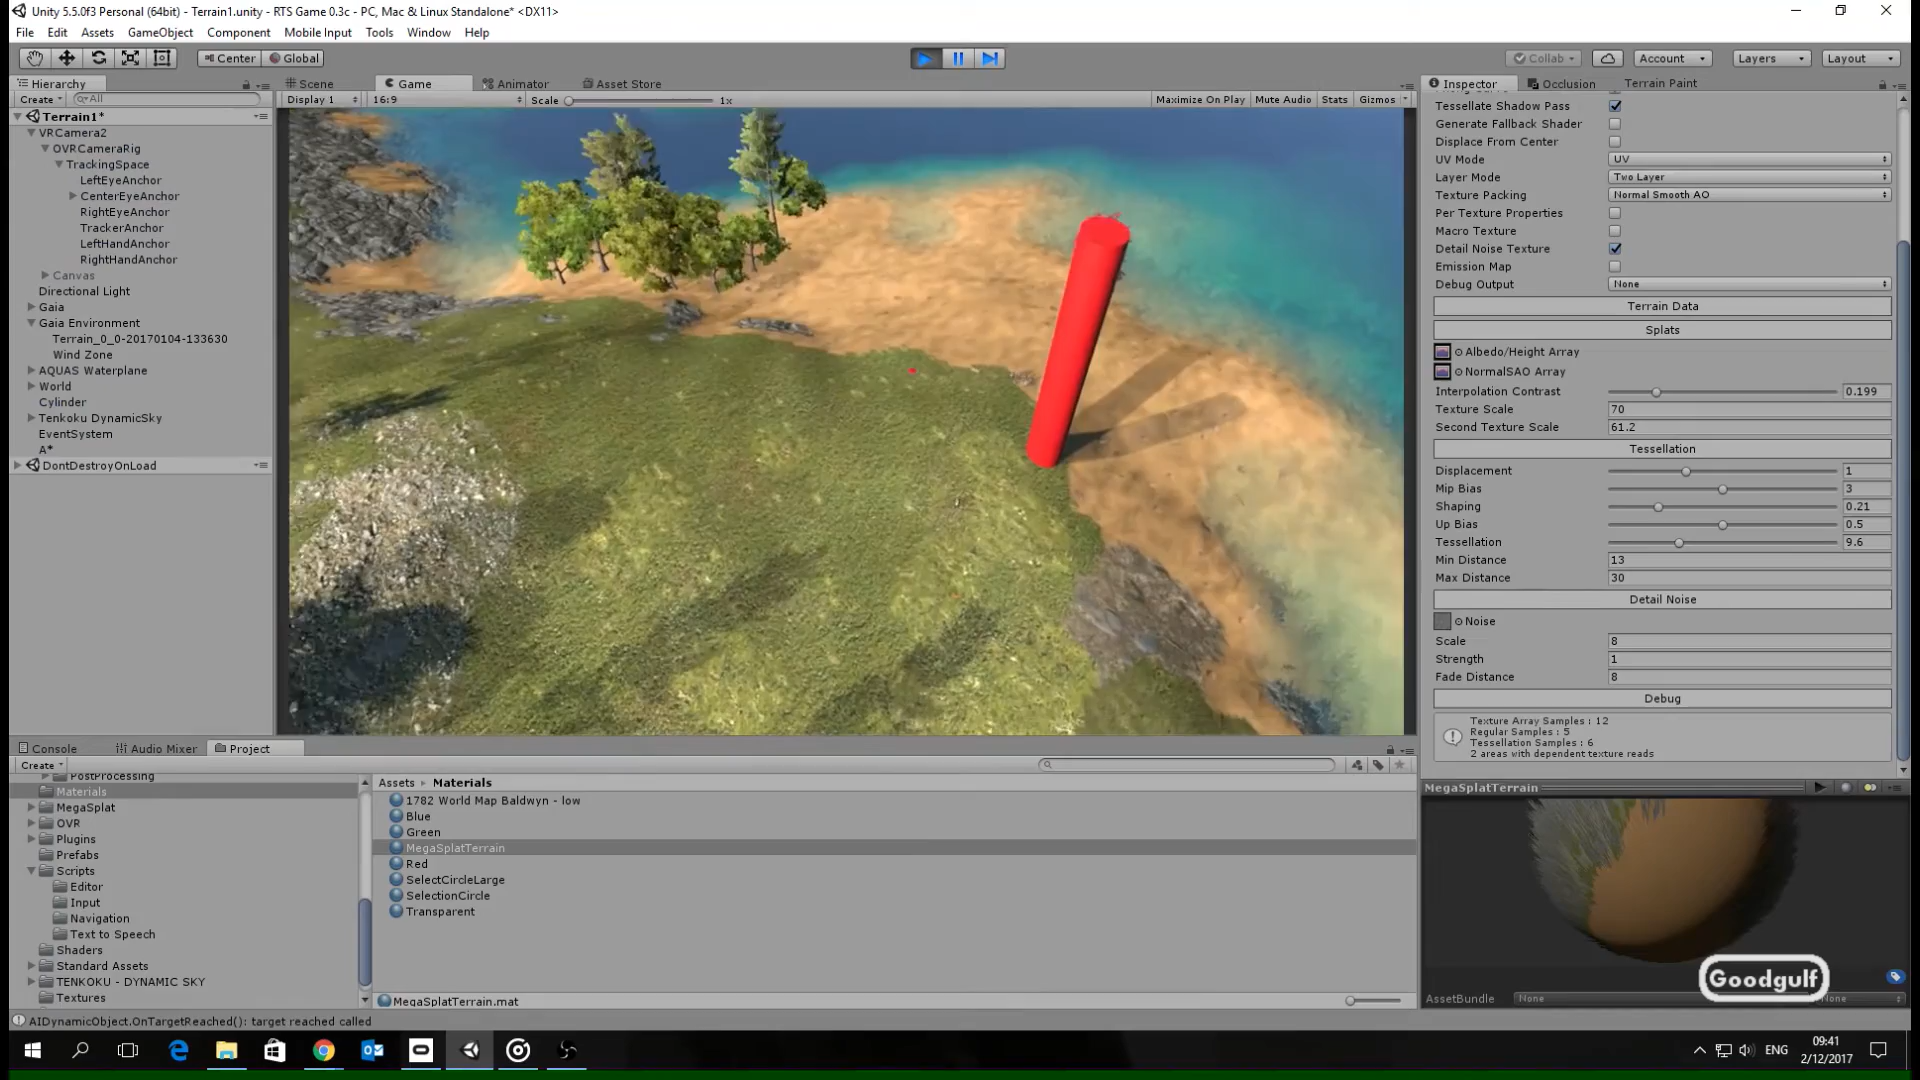 Unity 5.5.0f3 Personal (64bit) - Terrain1.unity - RTS Game 0.3c - PC, Mac & Linux Standalone* <DX11>
File Edit Assets GameObject Component Mobile Input Tools Window Help
Center Global Collab Account Layers Layout
Hierarchy Scene Game Animator Asset Store Inspector Occlusion Terrain Paint
Create All Display 1 16:9 Scale 1x Maximize On Play Mute Audio Stats Gizmos
Terrain1*
VRCamera2
OVRCameraRig
TrackingSpace
LeftEyeAnchor
CenterEyeAnchor
RightEyeAnchor
TrackerAnchor
LeftHandAnchor
RightHandAnchor
Canvas
Directional Light
Gaia
Gaia Environment
Terrain_0_0-20170104-133630
Wind Zone
AQUAS Waterplane
World
Cylinder
Tenkoku DynamicSky
EventSystem
A*
DontDestroyOnLoad
Tessellate Shadow Pass
Generate Fallback Shader
Displace From Center
UV Mode UV
Layer Mode Two Layer
Texture Packing Normal Smooth AO
Per Texture Properties
Macro Texture
Detail Noise Texture
Emission Map
Debug Output None
Terrain Data
Splats
Albedo/Height Array
NormalSAO Array
Interpolation Contrast 0.199
Texture Scale 70
Second Texture Scale 61.2
Tessellation
Displacement 1
Mip Bias 3
Shaping 0.21
Up Bias 0.5
Tessellation 9.6
Min Distance 13
Max Distance 30
Detail Noise
Noise
Scale 8
Strength 1
Fade Distance 8
Debug
Texture Array Samples : 12
Regular Samples : 5
Tessellation Samples : 6
2 areas with dependent texture reads
MegaSplatTerrain
Goodgulf
AssetBundle None None
Console Audio Mixer Project
Create
PostProcessing
Materials
MegaSplat
OVR
Plugins
Prefabs
Scripts
Editor
Input
Navigation
Text to Speech
Shaders
Standard Assets
TENKOKU - DYNAMIC SKY
Textures
Assets Materials
1782 World Map Baldwyn - low
Blue
Green
MegaSplatTerrain
Red
SelectCircleLarge
SelectionCircle
Transparent
MegaSplatTerrain.mat
AIDynamicObject.OnTargetReached(): target reached called
ENG
09:41
2/12/2017